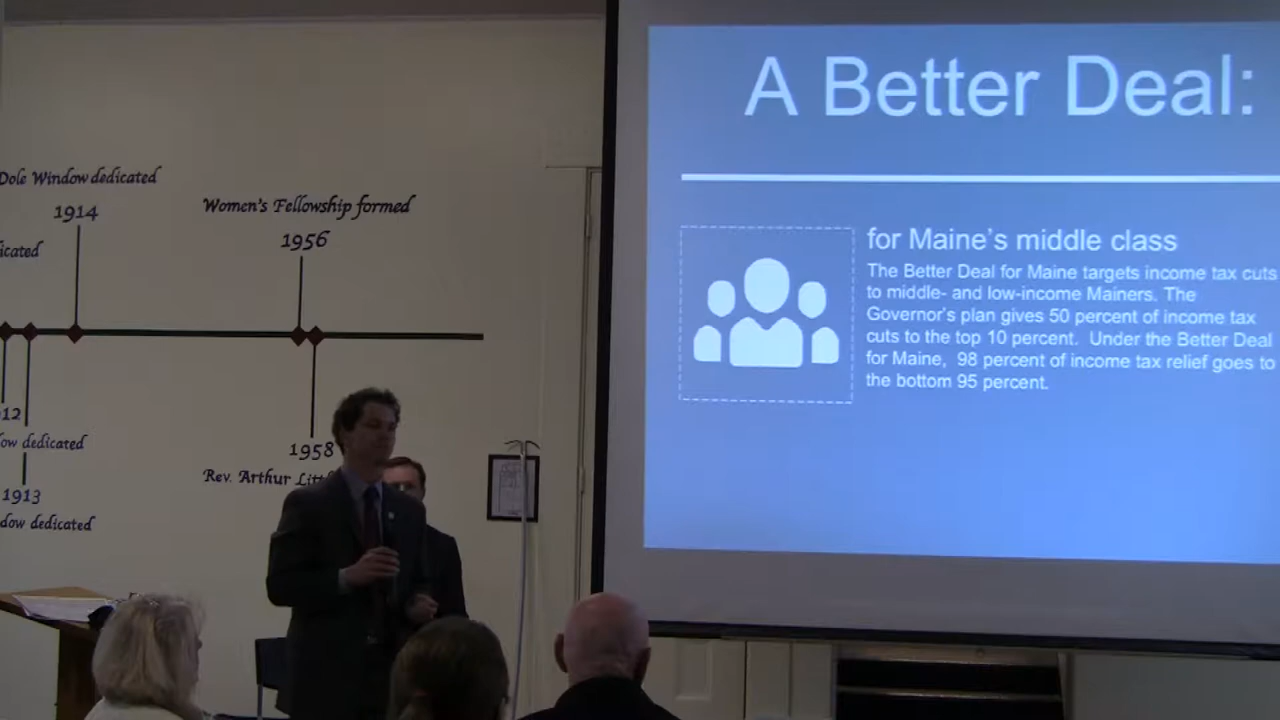 Dole Window dedicated
1914
icated
Women's Fellowship formed
1956
12
ow dedicated
1913
dow dedicated
1958
Rev. Arthur Litt
A Better Deal:
for Maine's middle class
The Better Deal for Maine targets income tax cuts
to middle- and low-income Mainers. The
Governor's plan gives 50 percent of income tax
cuts to the top 10 percent. Under the Better Deal
for Maine, 98 percent of income tax relief goes to
the bottom 95 percent.